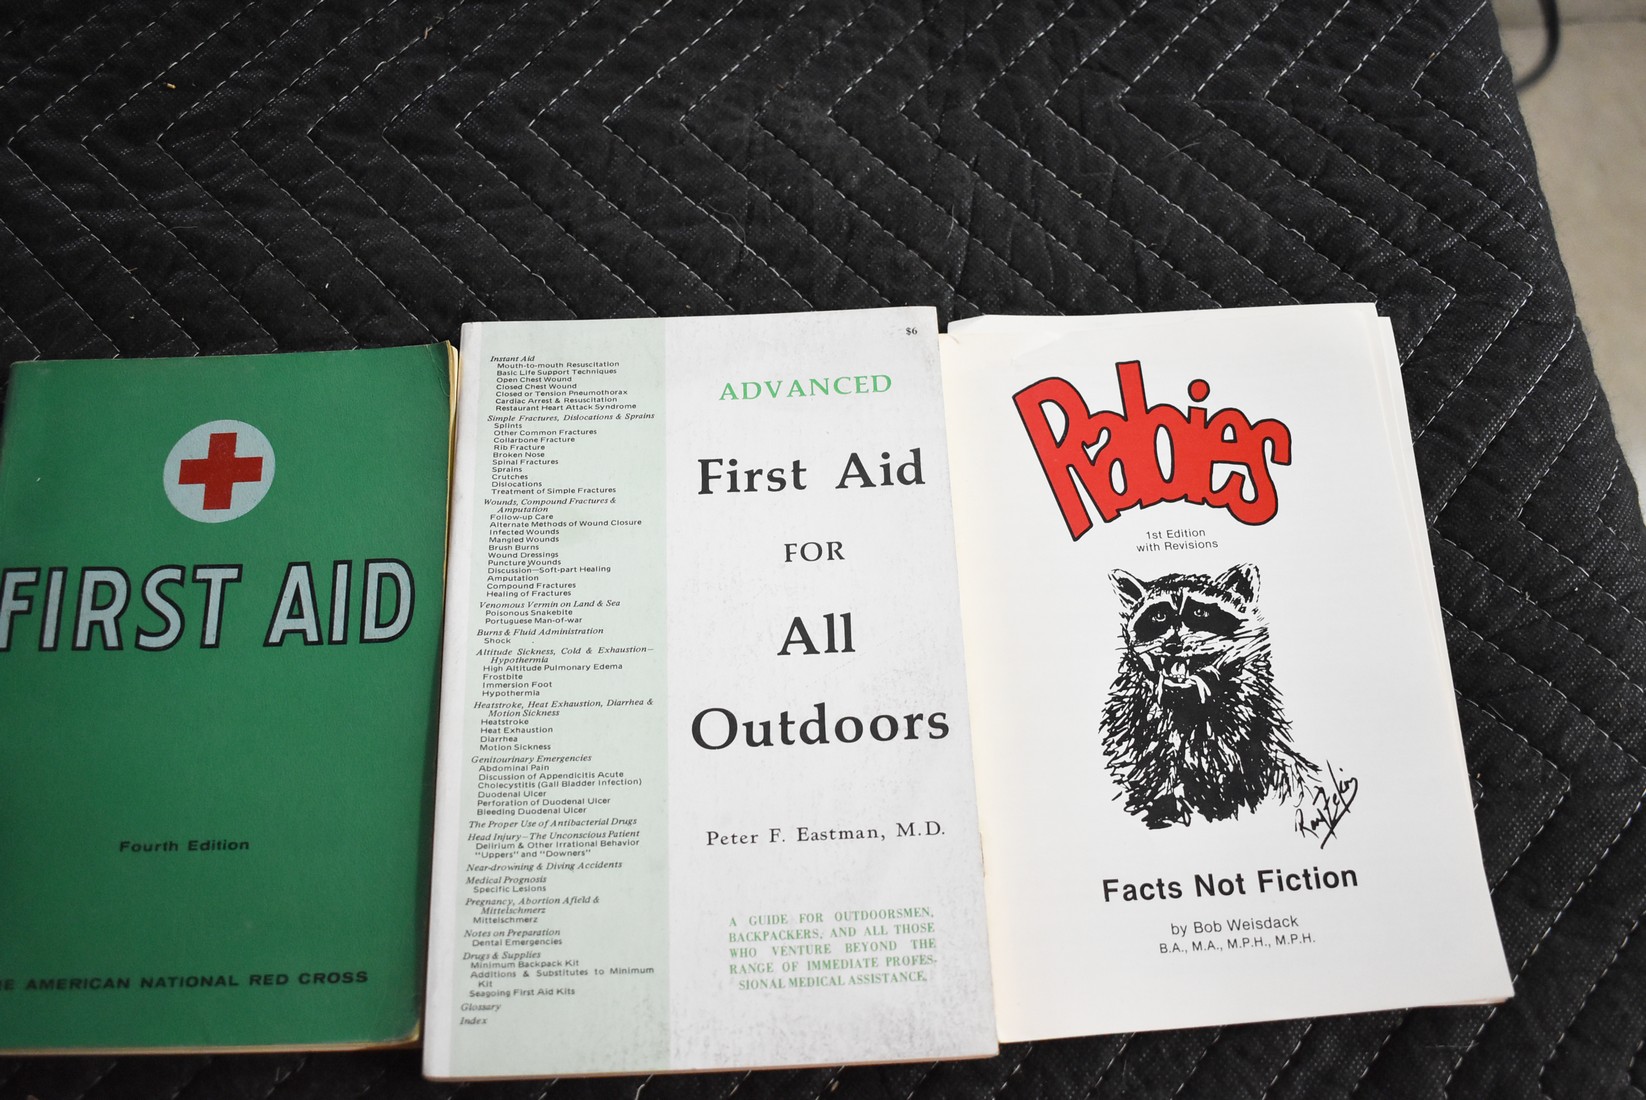 FIRST AID
Fourth Edition
E AMERICAN NATIONAL RED CROSS
$6
Instant Aid
Mouth-to-mouth Resuscitation
Basic Life Support Techniques
Open Chest Wound
Closed Chest Wound
Closed or Tension Pneumothorax
Cardiac Arrest & Resuscitation
Restaurant Heart Attack Syndrome
Simple Fractures, Dislocations & Sprains
Splints
Other Common Fractures
Collarbone Fracture
Rib Fracture
Broken Nose
Spinal Fractures
Sprains
Crutches
Dislocations
Treatment of Simple Fractures
Wounds, Compound Fractures &
Amputation
Follow-up Care
Alternate Methods of Wound Closure
Infected Wounds
Mangled Wounds
Brush Burns
Wound Dressings
Puncture Wounds
Discussion—Soft-part Healing
Amputation
Compound Fractures
Healing of Fractures
Venomous Vermin on Land & Sea
Poisonous Snakebite
Portuguese Man-of-war
Burns & Fluid Administration
Shock
Altitude Sickness, Cold & Exhaustion—
Hypothermia
High Altitude Pulmonary Edema
Frostbite
Immersion Foot
Hypothermia
Heatstroke, Heat Exhaustion, Diarrhea &
Motion Sickness
Heatstroke
Heat Exhaustion
Diarrhea
Motion Sickness
Genitourinary Emergencies
Abdominal Pain
Discussion of Appendicitis Acute
Cholecystitis (Gall Bladder Infection)
Duodenal Ulcer
Perforation of Duodenal Ulcer
Bleeding Duodenal Ulcer
The Proper Use of Antibacterial Drugs
Head Injury—The Unconscious Patient
Delirium & Other Irrational Behavior
"Uppers" and "Downers"
Near-drowning & Diving Accidents
Medical Prognosis
Specific Lesions
Pregnancy, Abortion Afield &
Mittelschmerz
Mittelschmerz
Notes on Preparation
Dental Emergencies
Drugs & Supplies
Minimum Backpack Kit
Additions & Substitutes to Minimum
Kit
Seagoing First Aid Kits
Glossary
Index
ADVANCED
First Aid
FOR
All
Outdoors
Peter F. Eastman, M.D.
A GUIDE FOR OUTDOORSMEN,
BACKPACKERS, AND ALL THOSE
WHO VENTURE BEYOND THE
RANGE OF IMMEDIATE PROFES-
SIONAL MEDICAL ASSISTANCE.
Rabies
1st Edition
with Revisions
Facts Not Fiction
by Bob Weisdack
B.A., M.A., M.P.H., M.P.H.